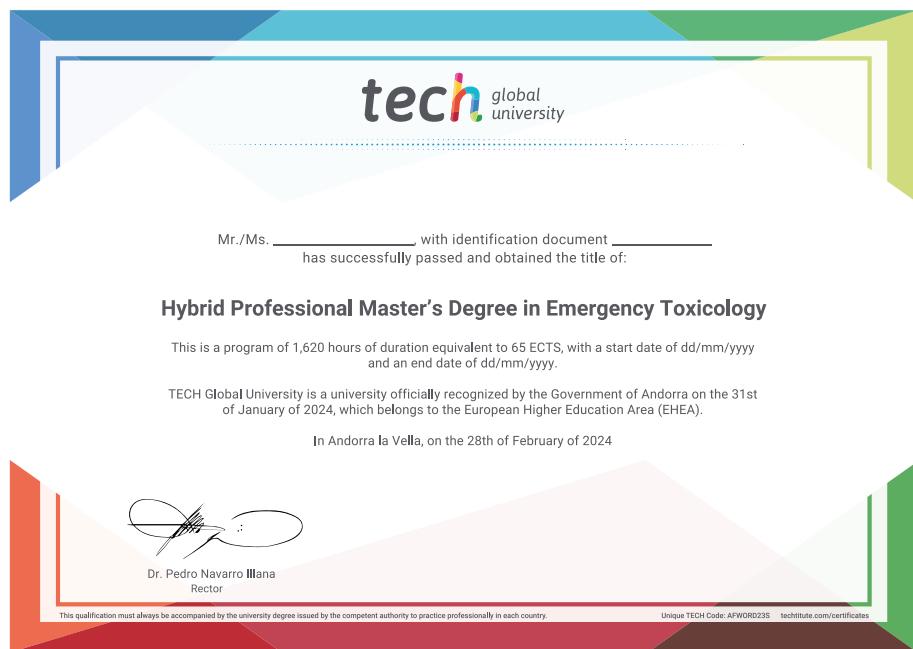 tech global university
Mr./Ms. ____________, with identification document ____________
has successfully passed and obtained the title of:
Hybrid Professional Master's Degree in Emergency Toxicology
This is a program of 1,620 hours of duration equivalent to 65 ECTS, with a start date of dd/mm/yyyy
and an end date of dd/mm/yyyy.
TECH Global University is a university officially recognized by the Government of Andorra on the 31st
of January of 2024, which belongs to the European Higher Education Area (EHEA).
In Andorra la Vella, on the 28th of February of 2024
Dr. Pedro Navarro Illana
Rector
This qualification must always be accompanied by the university degree issued by the competent authority to practice professionally in each country. Unique TECH Code: AFWORD23S techtitute.com/certificates